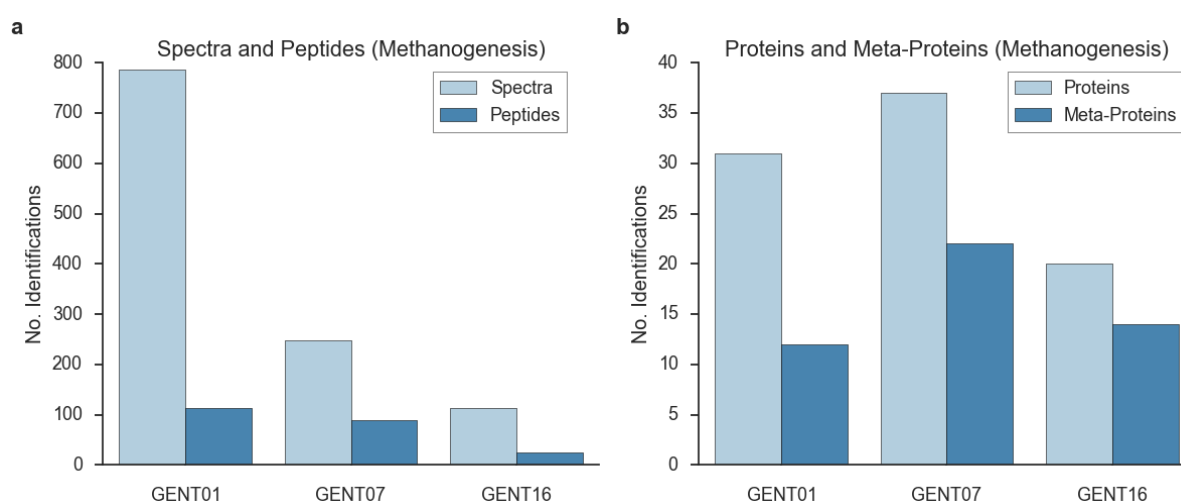 a
Spectra and Peptides (Methanogenesis)
800
700
600
500
400
300
200
100
0
No. Identifications
Spectra
Peptides
GENT01 GENT07 GENT16
b
Proteins and Meta-Proteins (Methanogenesis)
40
35
30
25
20
15
10
5
0
No. Identifications
Proteins
Meta-Proteins
GENT01 GENT07 GENT16